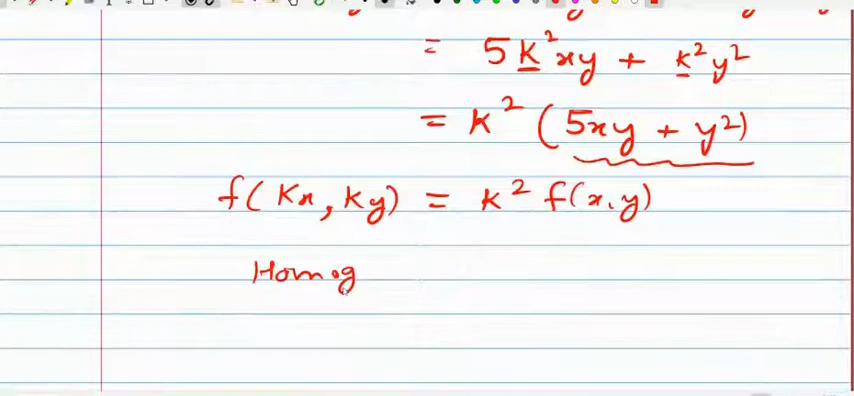 = 5k²xy + k²y²
= k² (5xy + y²)
f(kx, ky) = k² f(x,y)
Homog